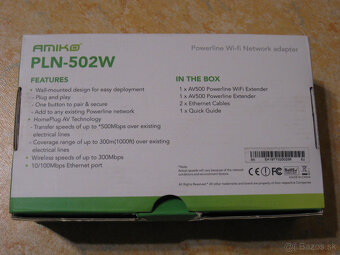 AMIKO
Powerline Wi-fi Network adapter
PLN-502W
FEATURES
- Wall-mounted design for easy deployment
- Plug and play
- One button to pair & secure
- Add to any existing Powerline network
• HomePlug AV Technology
- Transfer speeds of up to *500Mbps over existing
electrical lines
- Coverage range of up to 300m(1000ft) over existing
electrical lines
• Wireless speeds of up to 300Mbps
• 10/100Mbps Ethernet port
IN THE BOX
1 x AV500 Powerline WiFi Extender
1 x AV500 Powerline Extender
2 x Ethernet Cables
1 x Quick Guide
*Note:
bazos.sk